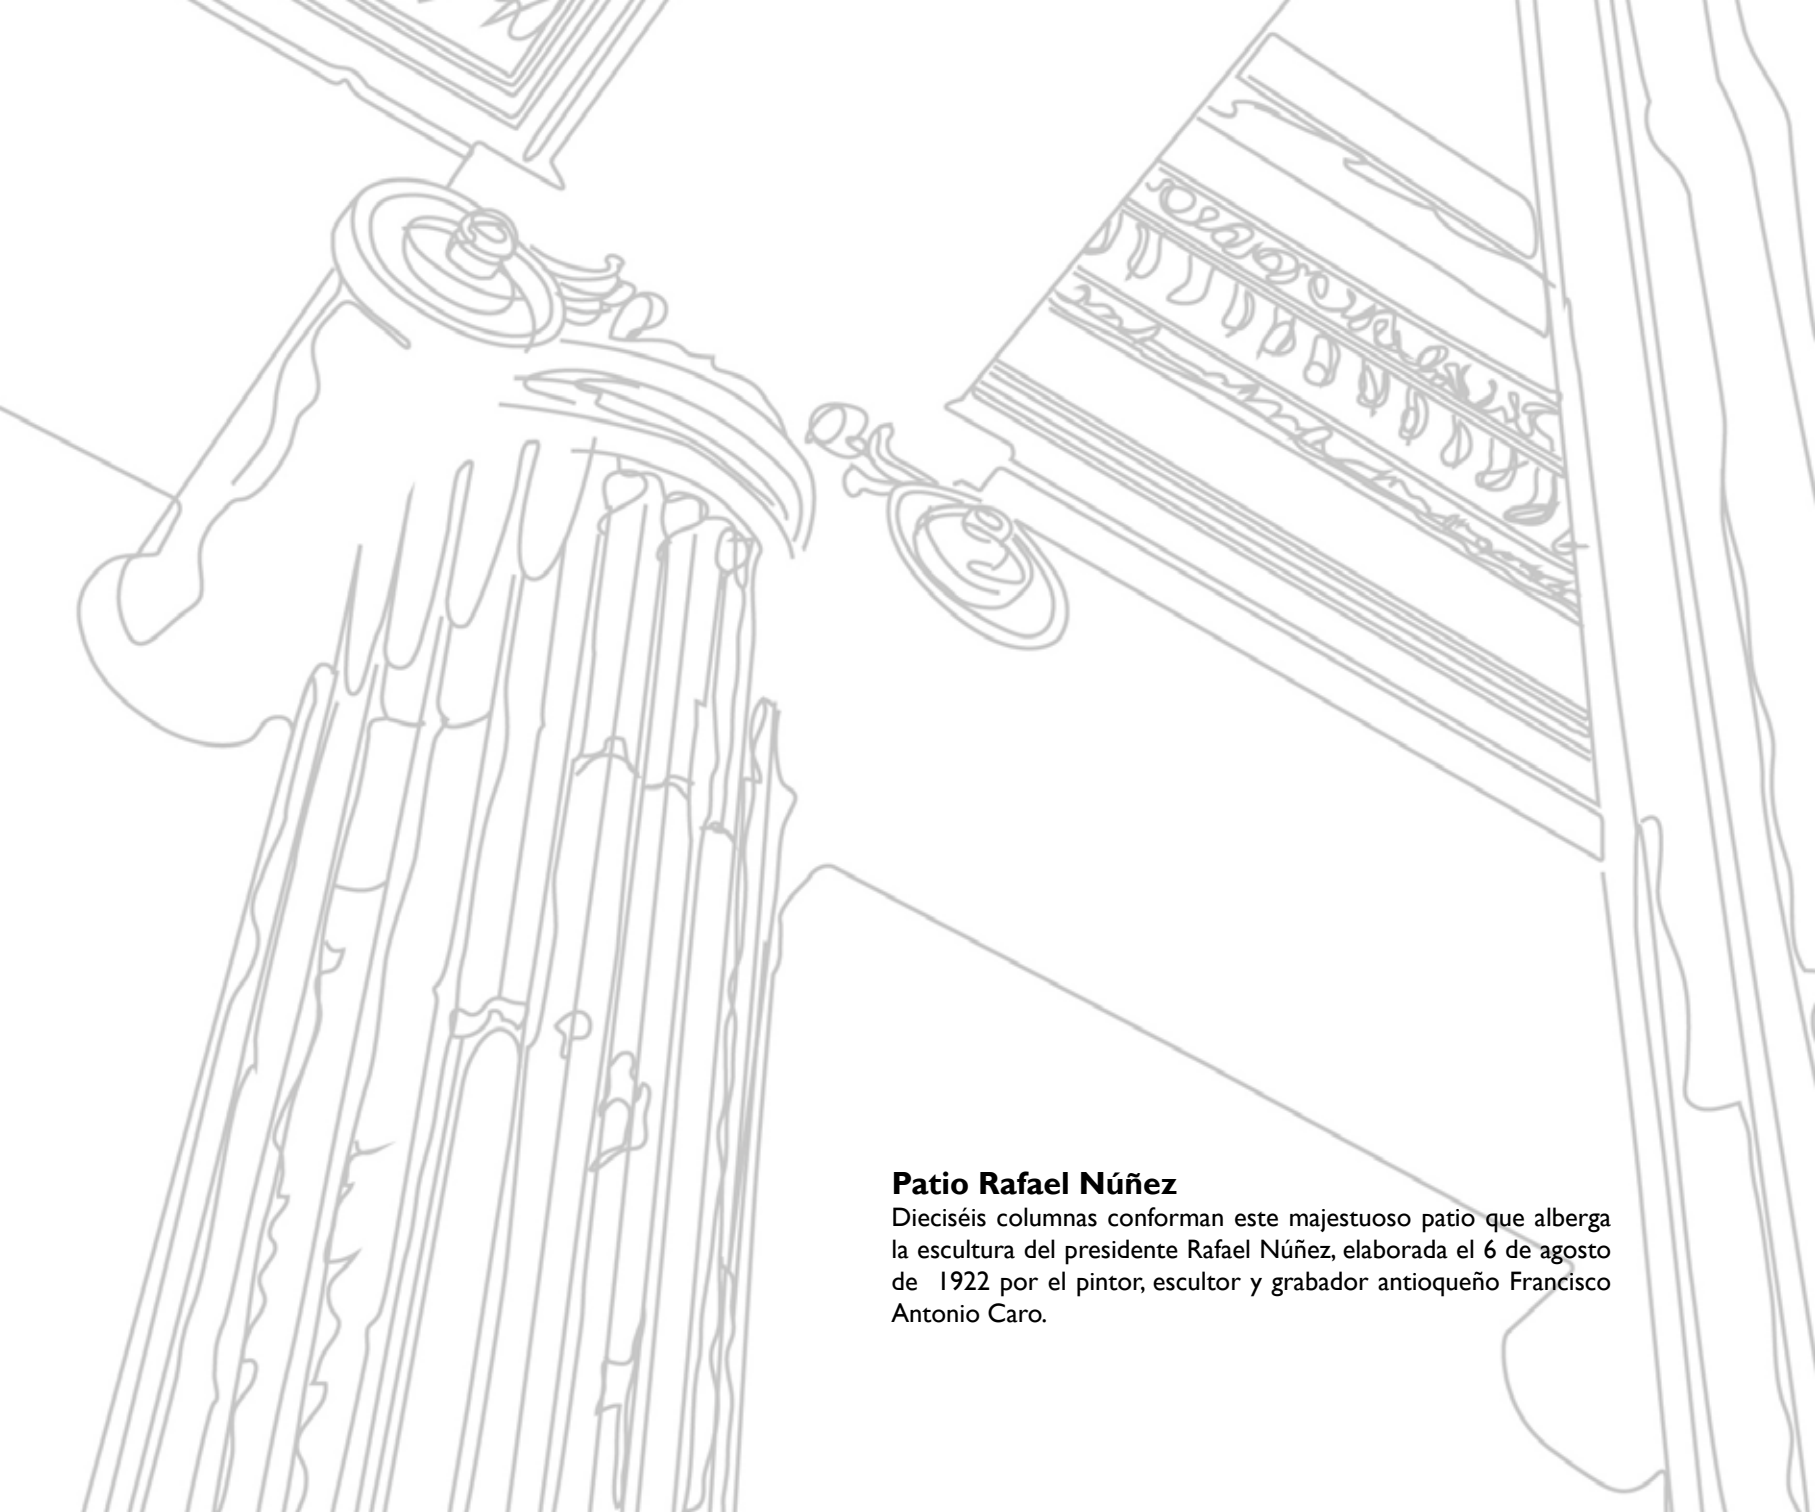 Patio Rafael Núñez
Dieciséis columnas conforman este majestuoso patio que alberga
la escultura del presidente Rafael Núñez, elaborada el 6 de agosto
de  1922 por el pintor, escultor y grabador antioqueño Francisco
Antonio Caro.